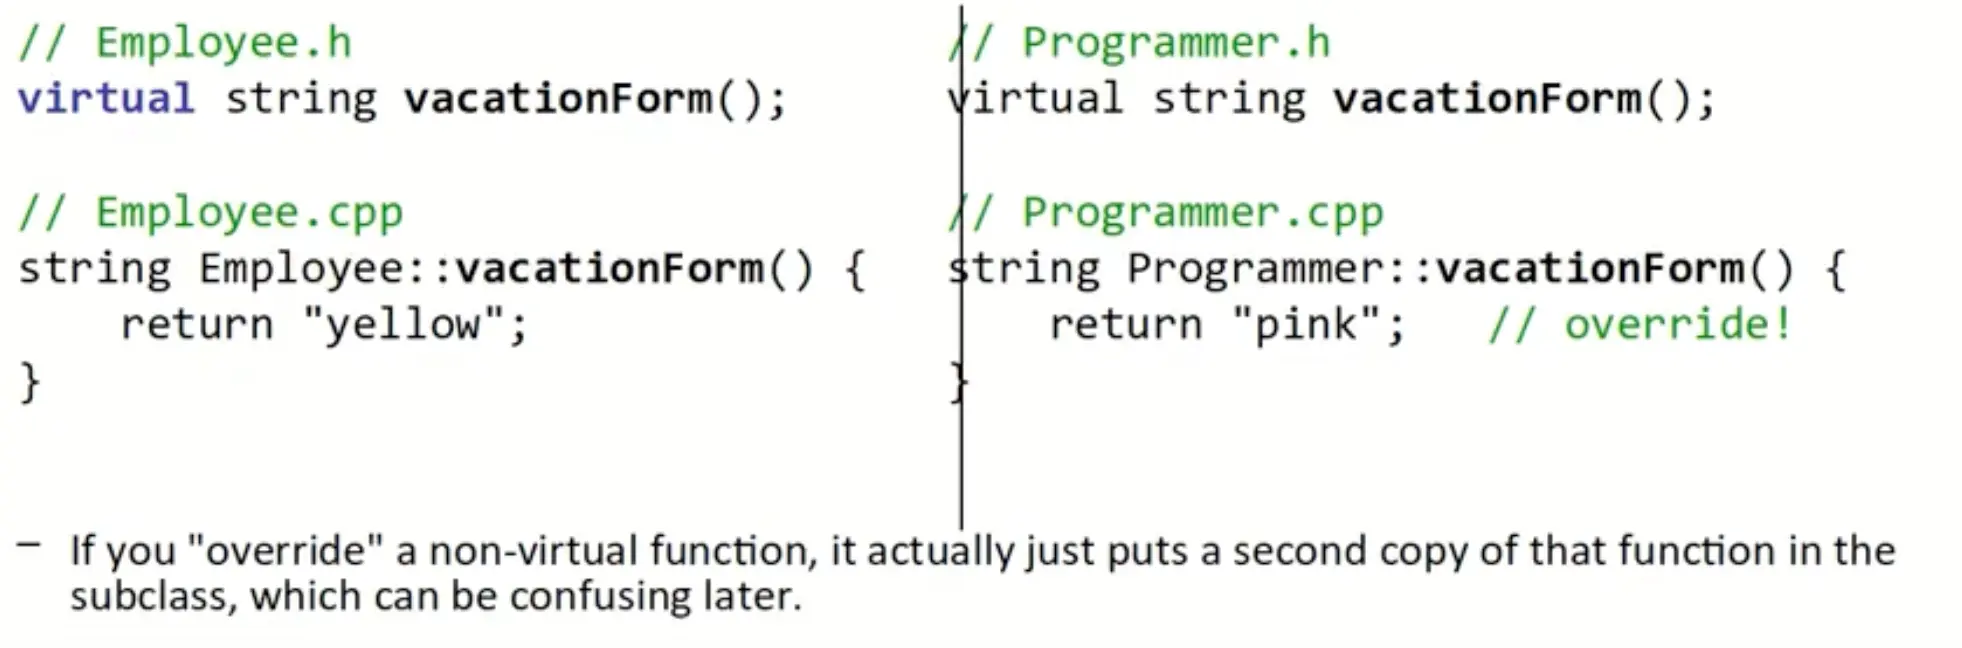 // Employee.h
virtual string vacationForm();
// Employee.cpp
string Employee::vacationForm() {
    return "yellow";
}
// Programmer.h
virtual string vacationForm();
// Programmer.cpp
string Programmer::vacationForm() {
    return "pink";   // override!
}
– If you "override" a non-virtual function, it actually just puts a second copy of that function in the
subclass, which can be confusing later.